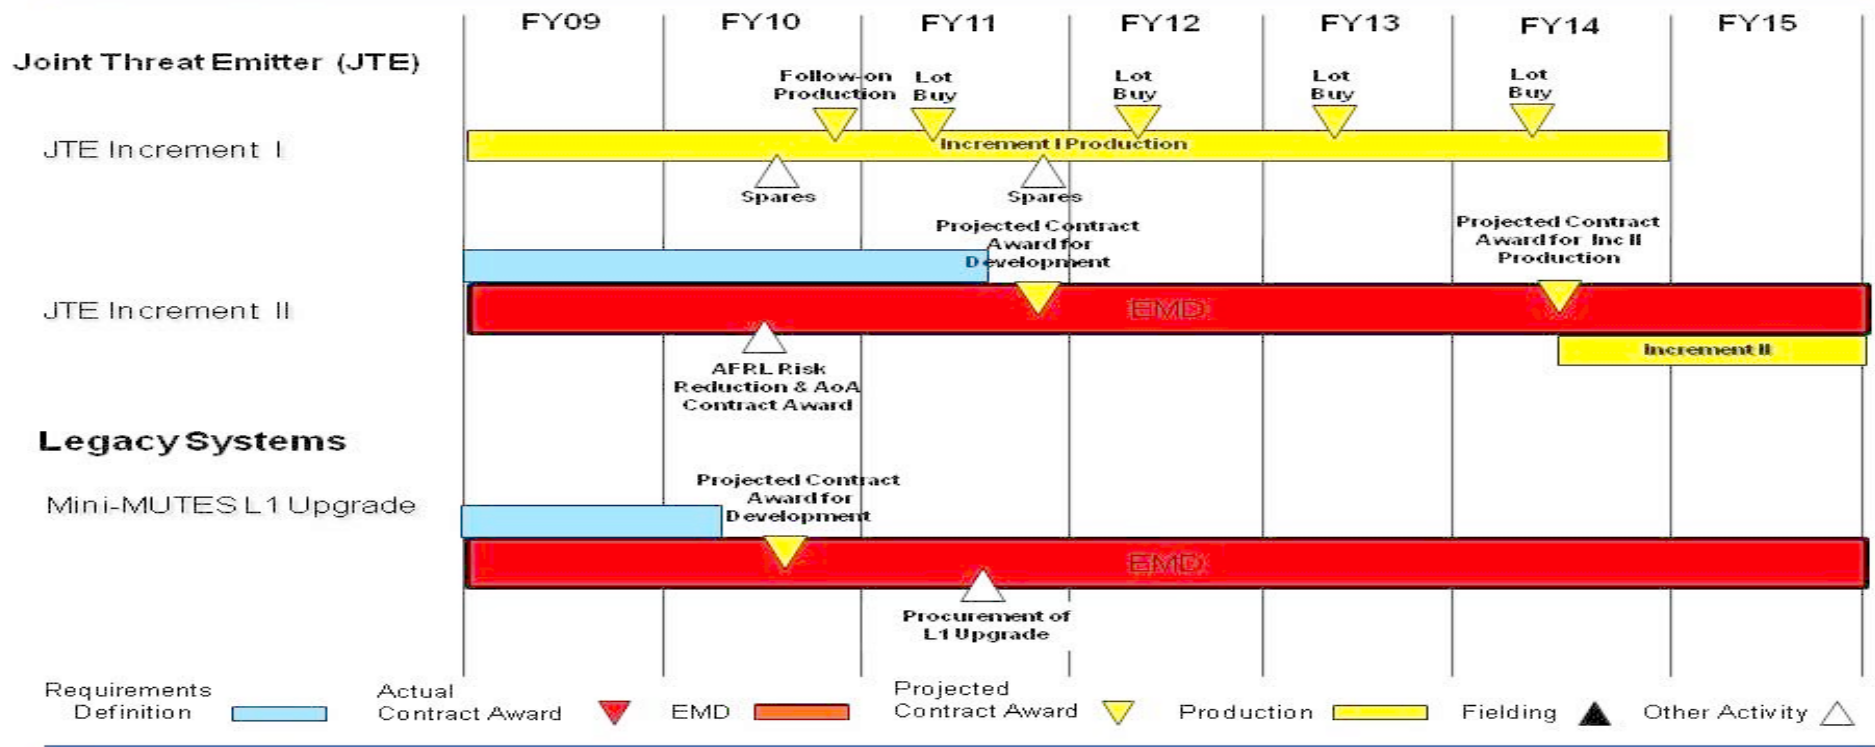 FY09 FY10 FY11 FY12 FY13 FY14 FY15
Joint Threat Emitter (JTE)
Follow-on
Production
Lot
Buy
Lot
Buy
Lot
Buy
Lot
Buy
JTE Increment I
Increment I Production
Spares
Spares
Projected Contract
Award for
Development
Projected Contract
Award for Inc II
Production
JTE Increment II
EMD
Increment II
AFRL Risk
Reduction & AoA
Contract Award
Legacy Systems
Mini-MUTES L1 Upgrade
Projected Contract
Award for
Development
EMD
Procurement of
L1 Upgrade
Requirements
Definition
Actual
Contract Award
EMD
Projected
Contract Award
Production
Fielding
Other Activity